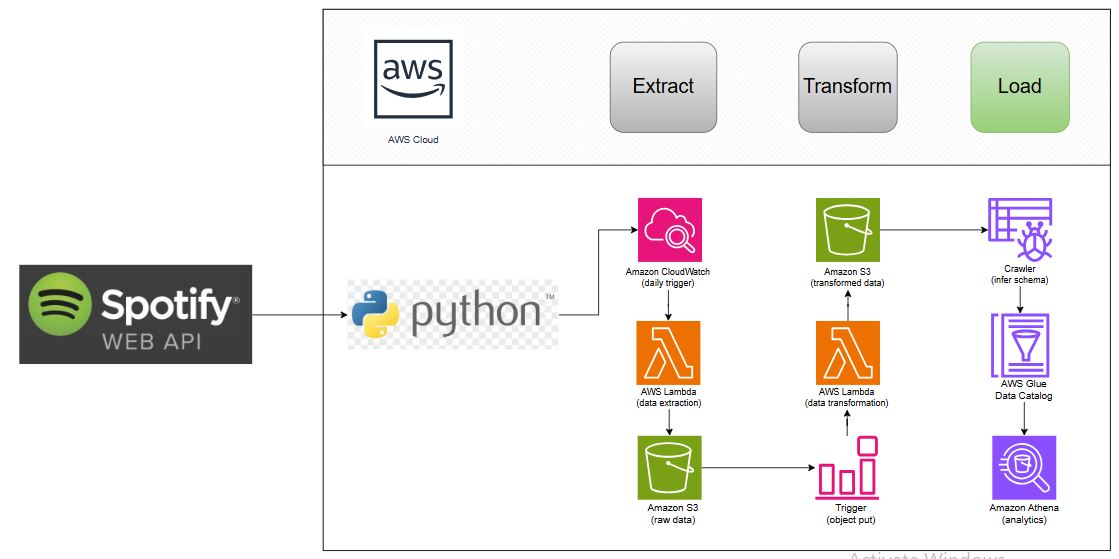 aws
AWS Cloud
Extract
Transform
Load
Spotify®
WEB API
python™
Amazon CloudWatch
(daily trigger)
AWS Lambda
(data extraction)
Amazon S3
(raw data)
Amazon S3
(transformed data)
AWS Lambda
(data transformation)
Trigger
(object put)
Crawler
(infer schema)
AWS Glue
Data Catalog
Amazon Athena
(analytics)
Activate Windows